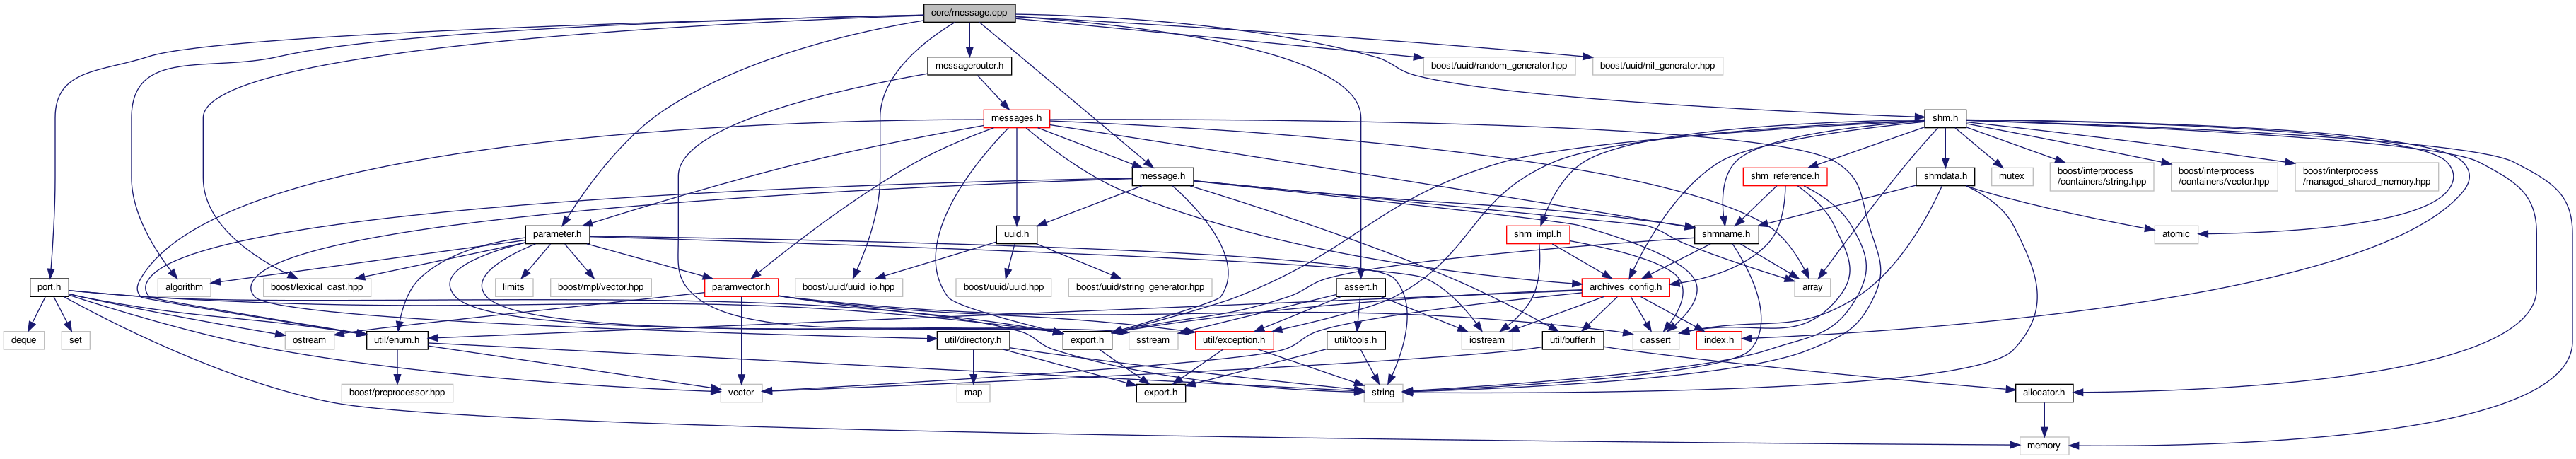 core/message.cpp
messagerouter.h
boost/uuid/random_generator.hpp
boost/uuid/nil_generator.hpp
messages.h
shm.h
message.h
shm_reference.h
shmdata.h
mutex
boost/interprocess
/containers/string.hpp
boost/interprocess
/containers/vector.hpp
boost/interprocess
/managed_shared_memory.hpp
parameter.h
uuid.h
shm_impl.h
shmname.h
atomic
port.h
algorithm
boost/lexical_cast.hpp
limits
boost/mpl/vector.hpp
paramvector.h
boost/uuid/uuid_io.hpp
boost/uuid/uuid.hpp
boost/uuid/string_generator.hpp
assert.h
archives_config.h
array
deque
set
ostream
util/enum.h
util/directory.h
export.h
sstream
util/exception.h
util/tools.h
iostream
util/buffer.h
cassert
index.h
boost/preprocessor.hpp
vector
map
export.h
string
allocator.h
memory